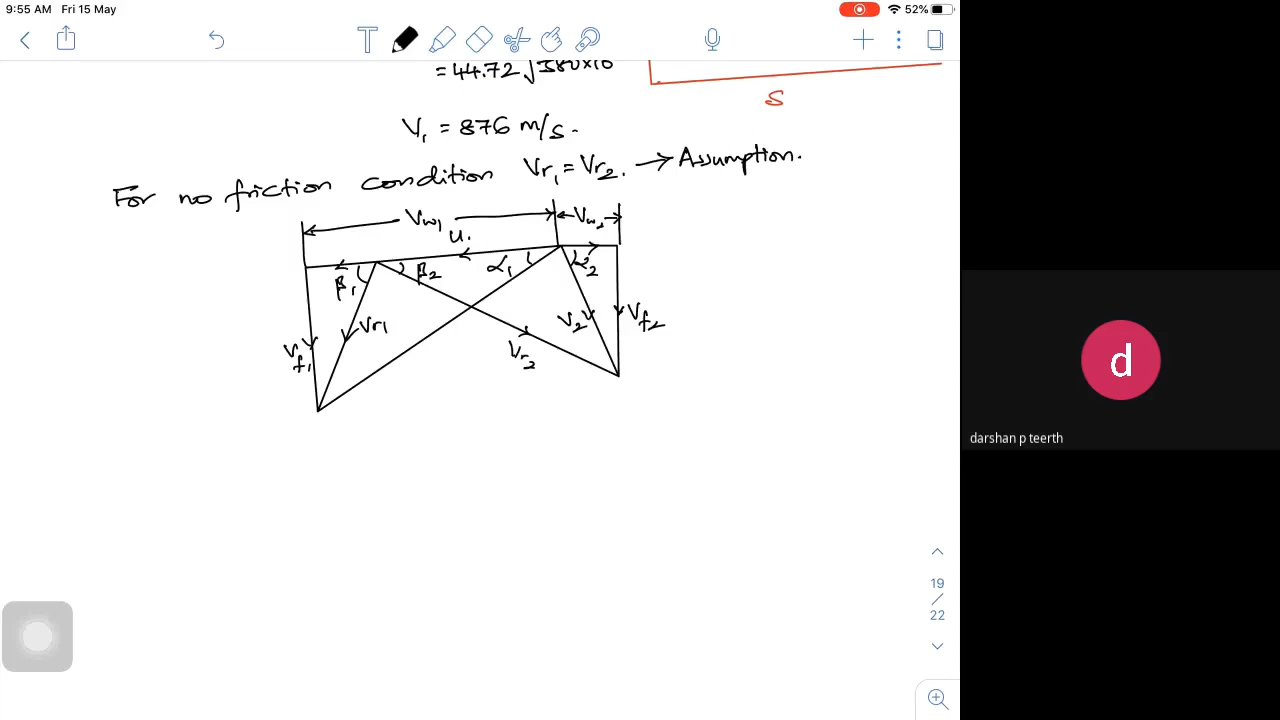 9:55 AM Fri 15 May
52%
= 44.72 √380×10
S
V₁ = 876 m/s.
For no friction condition Vr₁ = Vr₂. → Assumption.
Vw₁
Vw₂
u.
β₁ β₂ α₁ α₂
Vf₁ Vr₁ Vr₂ V₂ Vf₂
d
darshan p teerth
19
/
22